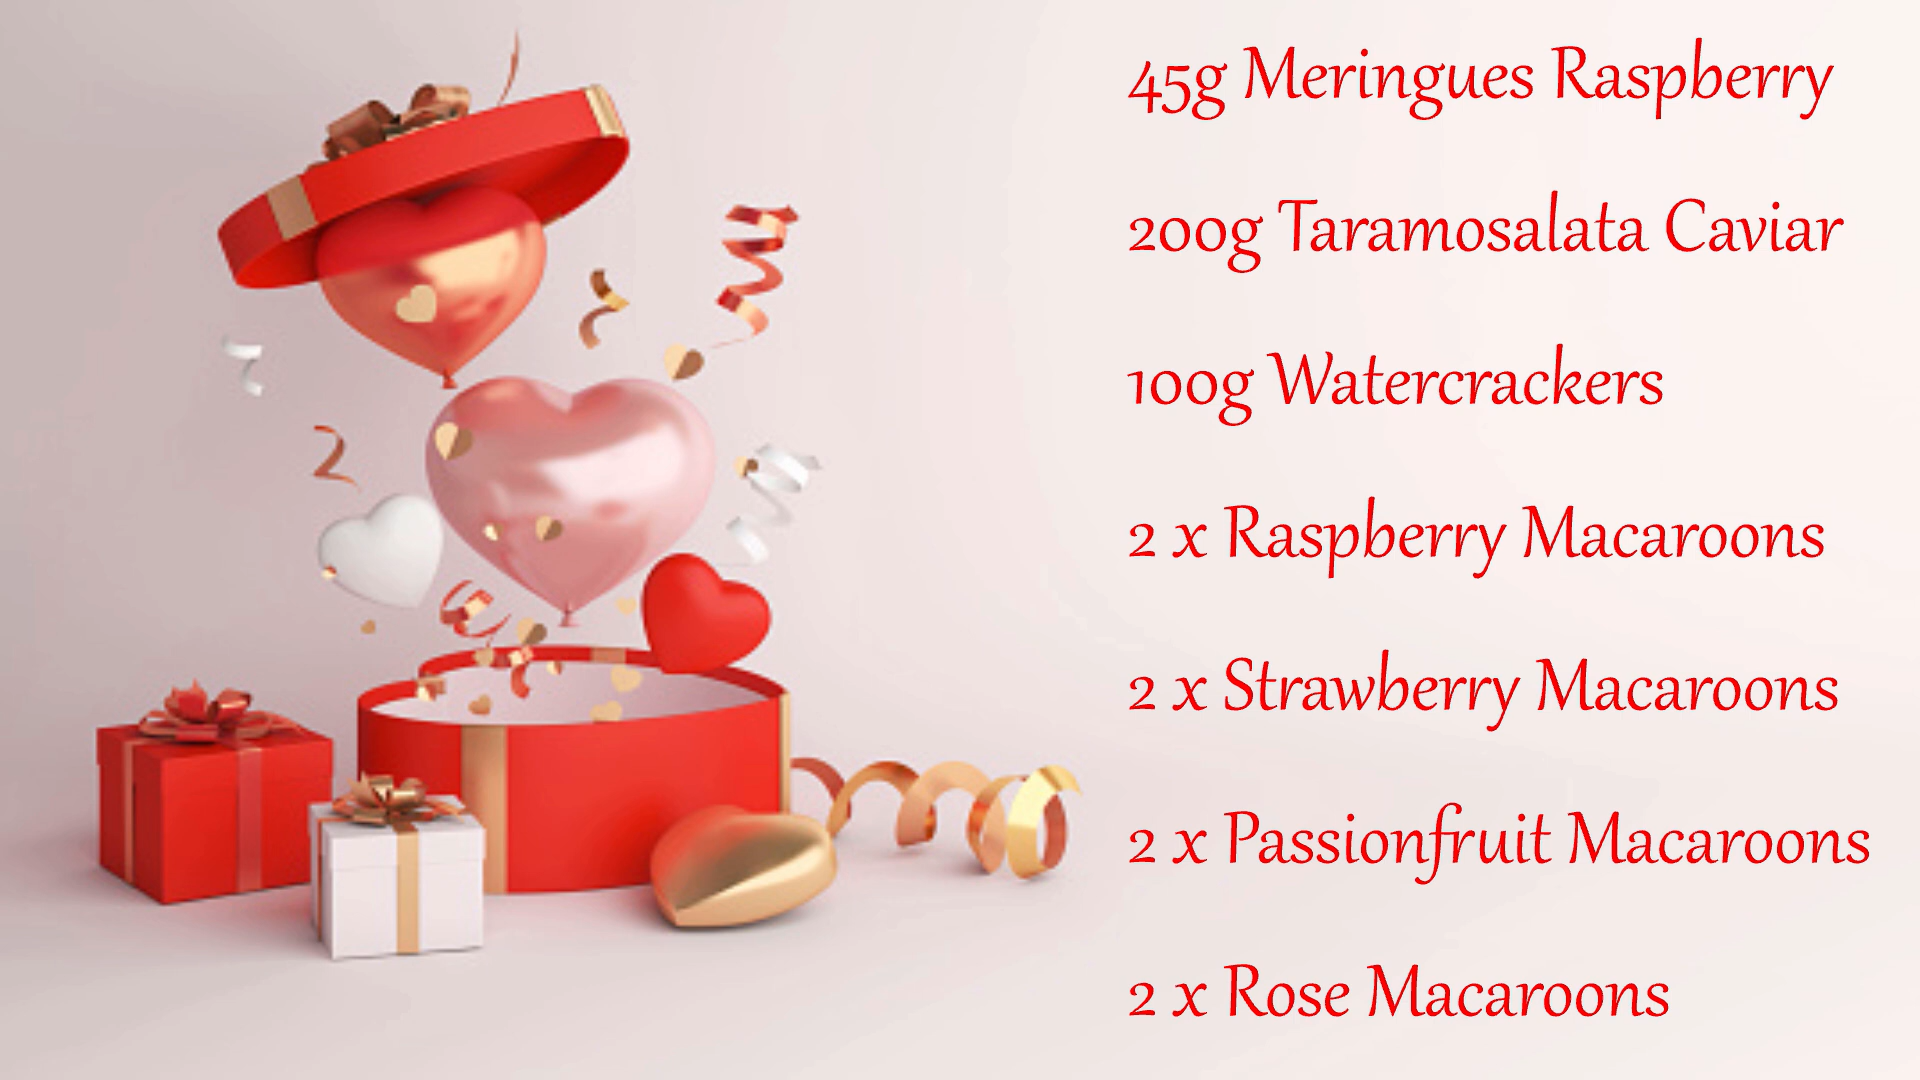 45g Meringues Raspberry
200g Taramosalata Caviar
100g Watercrackers
2 x Raspberry Macaroons
2 x Strawberry Macaroons
2 x Passionfruit Macaroons
2 x Rose Macaroons